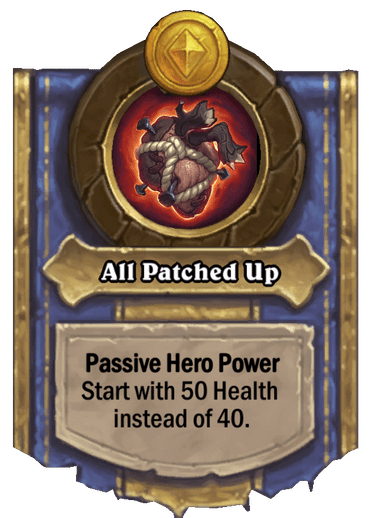 All Patched Up
Passive Hero Power
Start with 50 Health
instead of 40.